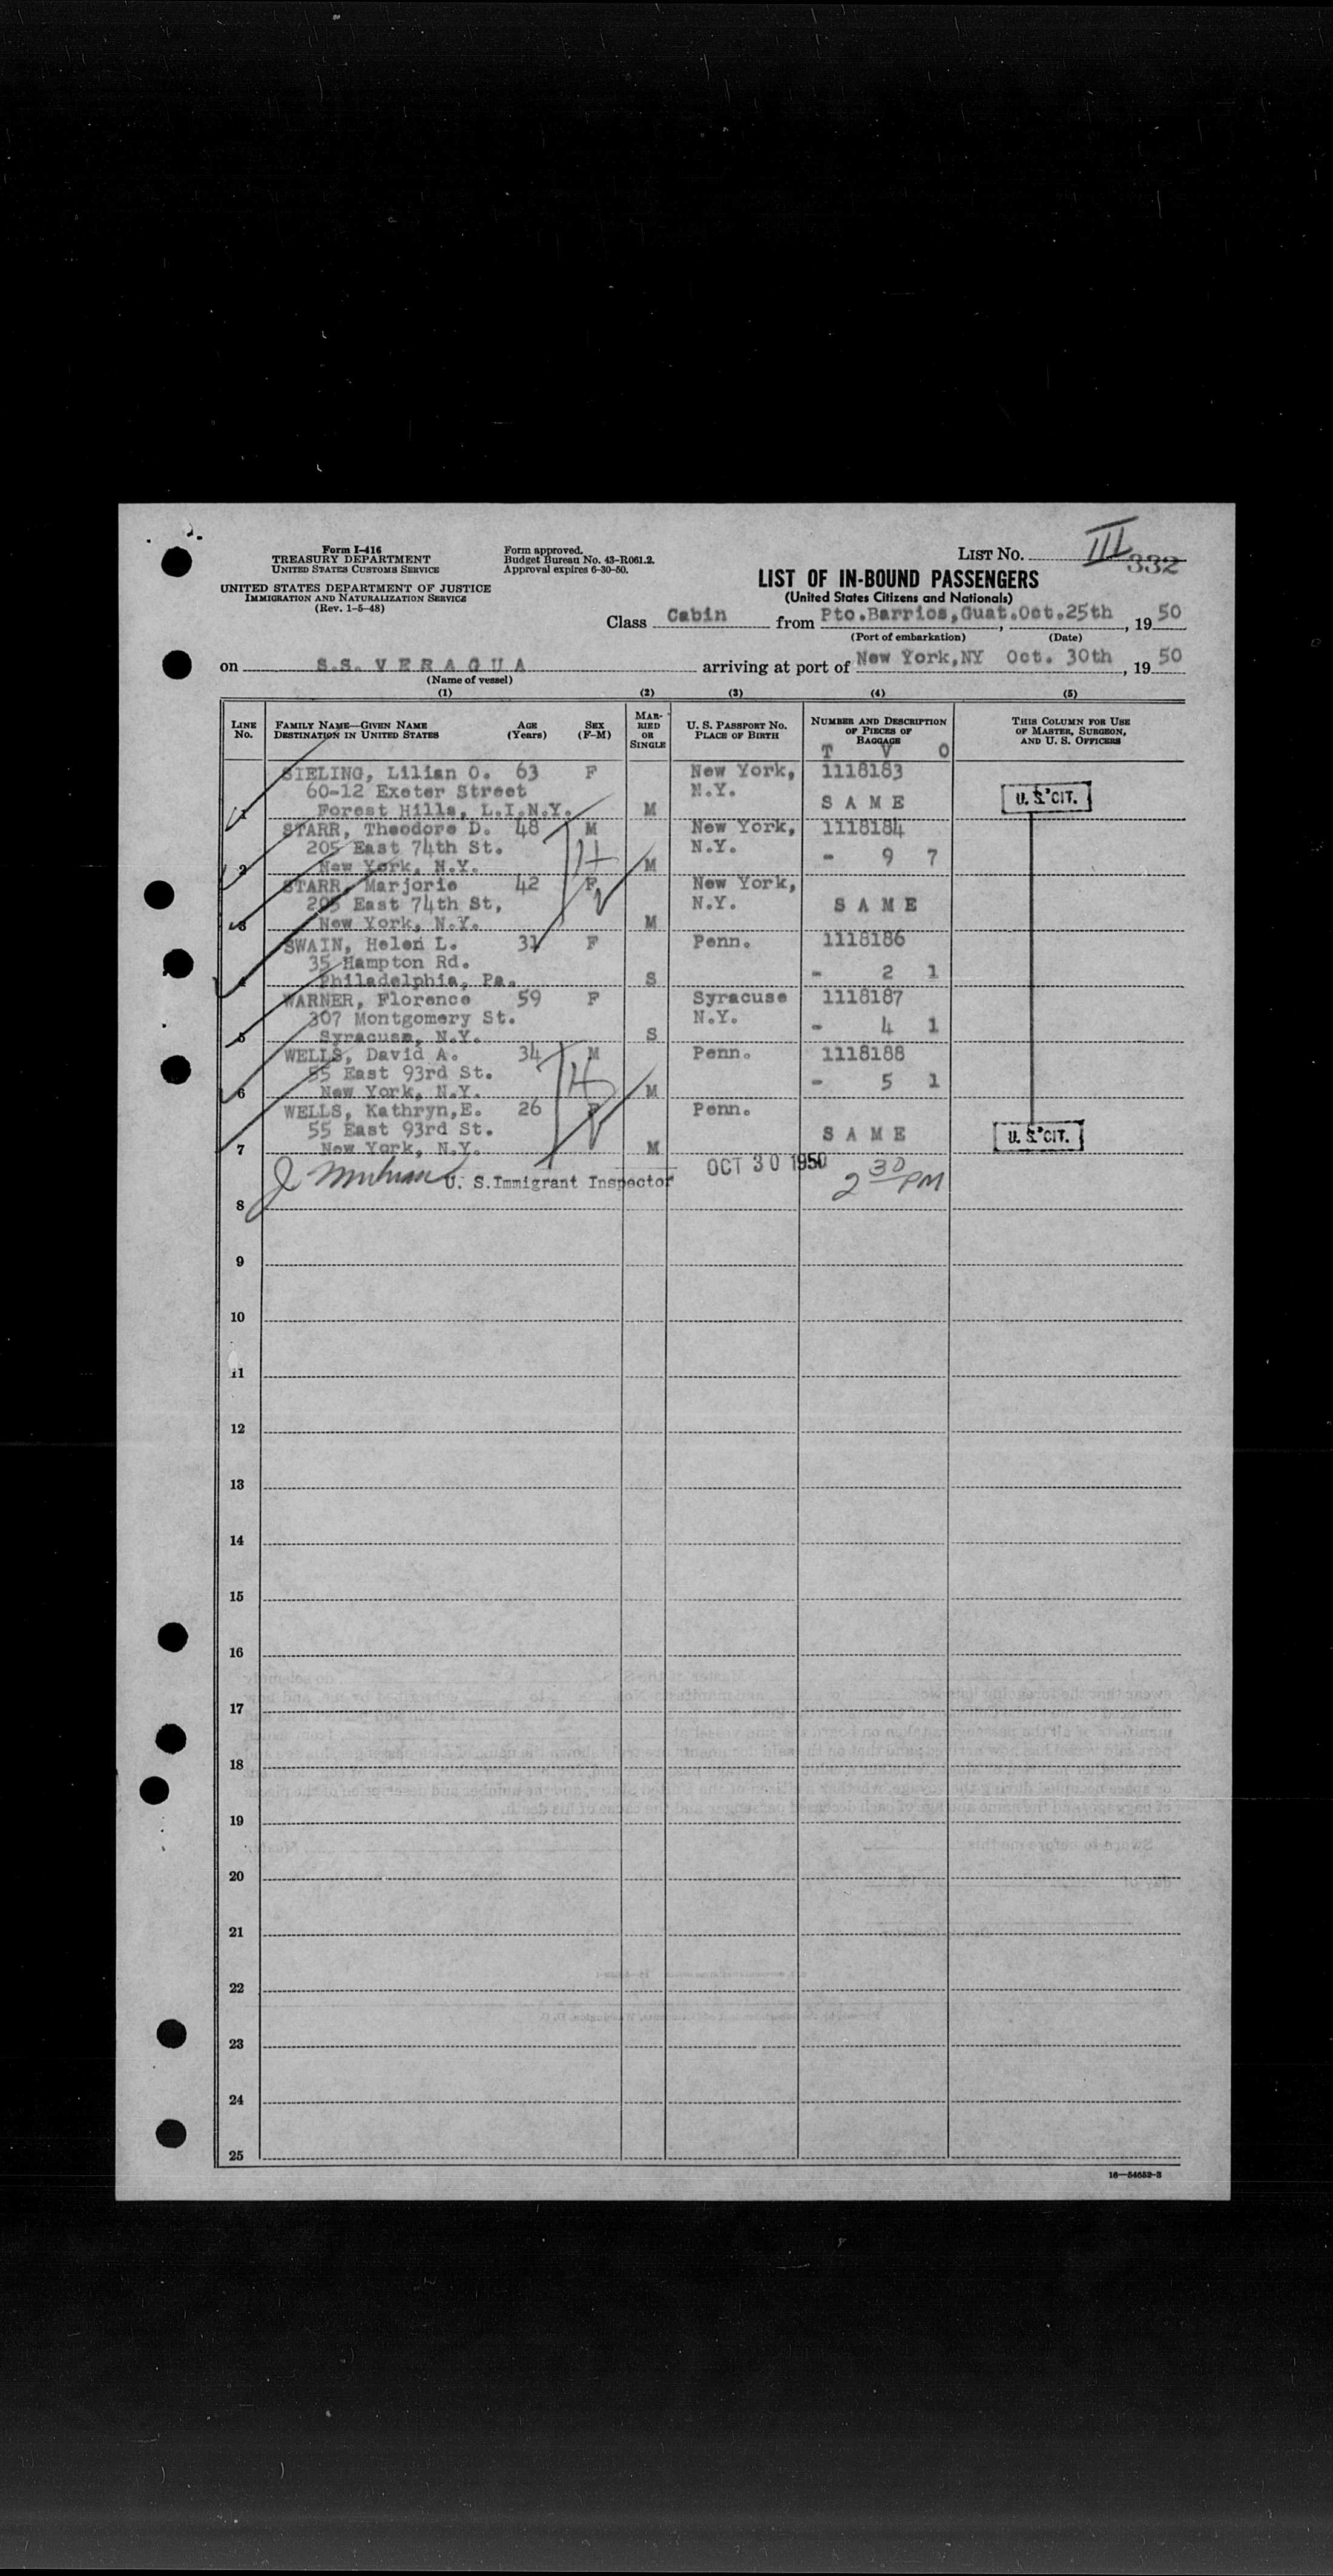 Form I-416
TREASURY DEPARTMENT
UNITED STATES CUSTOMS SERVICE
UNITED STATES DEPARTMENT OF JUSTICE
IMMIGRATION AND NATURALIZATION SERVICE
(Rev. 1-5-48)
Form approved.
Budget Bureau No. 43-R061.2.
Approval expires 6-30-50.
LIST NO. III 332
LIST OF IN-BOUND PASSENGERS
(United States Citizens and Nationals)
Class Cabin from Pto.Barrios,Guat.Oct.25th, 1950
(Port of embarkation) (Date)
on S.S. VERAGUA arriving at port of New York,NY Oct. 30th, 1950
(Name of vessel)
(1) (2) (3) (4) (5)
LINE No. FAMILY NAME—GIVEN NAME DESTINATION IN UNITED STATES AGE (Years) SEX (F-M) MARRIED OR SINGLE U. S. PASSPORT NO. PLACE OF BIRTH NUMBER AND DESCRIPTION OF PIECES OF BAGGAGE THIS COLUMN FOR USE OF MASTER, SURGEON, AND U. S. OFFICERS
T V O
SIELING, Lilian O. 63 F New York, 1118183
60-12 Exeter Street N.Y.
1 Forest Hills, L.I.N.Y. M SAME U. S. CIT.
STARR, Theodore D. 48 M New York, 1118184
205 East 74th St. N.Y.
2 New York, N.Y. M - 9 7
STARR, Marjorie 42 F New York,
205 East 74th St, N.Y. SAME
3 New York, N.Y. M
SWAIN, Helen L. 31 F Penn. 1118186
35 Hampton Rd.
4 Philadelphia, Pa. S - 2 1
WARNER, Florence 59 F Syracuse 1118187
307 Montgomery St. N.Y.
5 Syracuse, N.Y. S - 4 1
WELLS, David A. 34 M Penn. 1118188
55 East 93rd St.
6 New York, N.Y. M - 5 1
WELLS, Kathryn,E. 26 F Penn.
55 East 93rd St.
7 New York, N.Y. M SAME U. S. CIT.
U. S.Immigrant Inspector OCT 30 1950 2 30 PM
8
9
10
11
12
13
14
15
16
17
18
19
20
21
22
23
24
25
16—54652-3